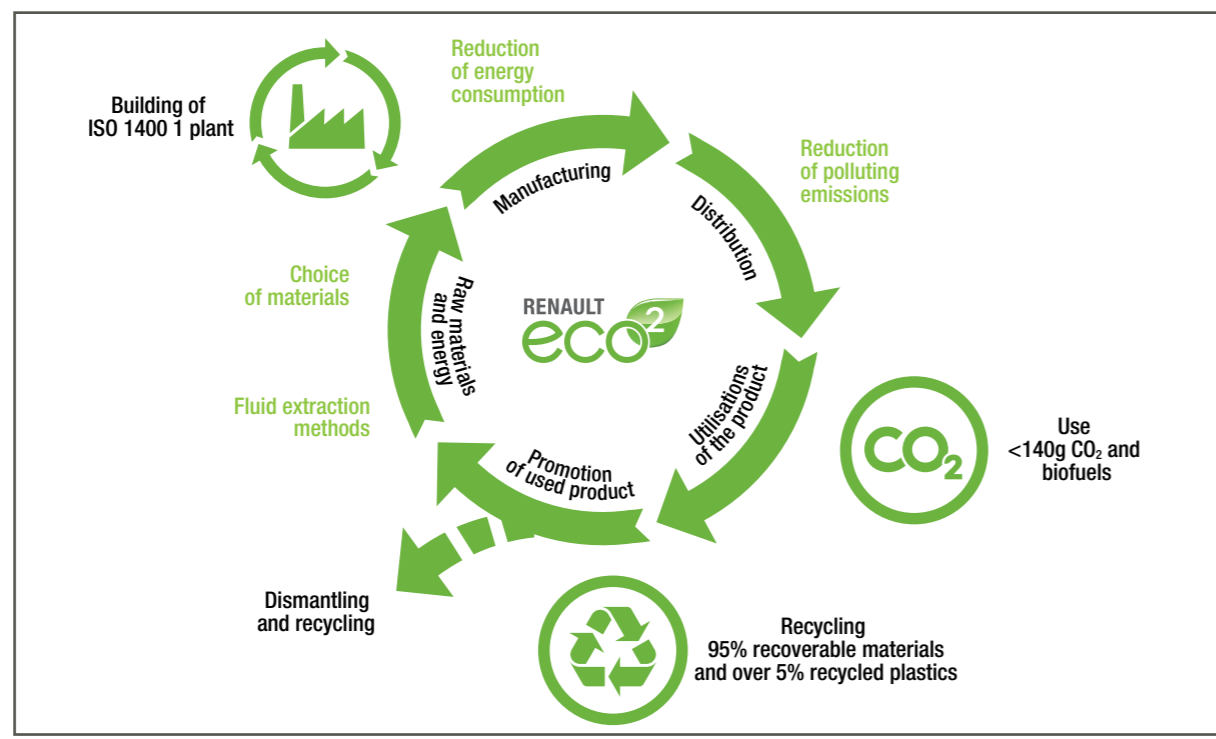 Reduction
of energy
consumption
Building of
ISO 1400 1 plant
Manufacturing
Reduction
of polluting
emissions
Distribution
Choice
of materials
Raw materials
and energy
RENAULT
eco2
Fluid extraction
methods
Utilisations
of the product
CO2
Use
<140g CO₂ and
biofuels
Promotion
of used product
Dismantling
and recycling
Recycling
95% recoverable materials
and over 5% recycled plastics